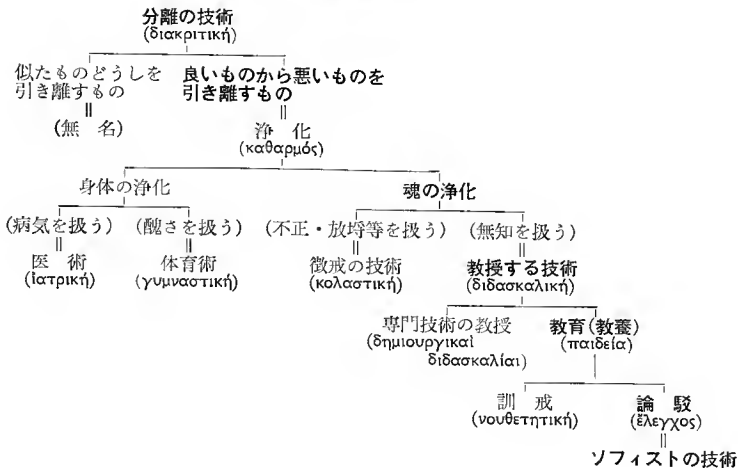 分離の技術
(διακριτική)
似たものどうしを
引き離すもの
(無 名)
良いものから悪いものを
引き離すもの
浄 化
(καθαρμός)
身体の浄化
魂の浄化
(病気を扱う)
医 術
(ἰατρική)
(醜さを扱う)
体育術
(γυμναστική)
(不正・放埒等を扱う)
徴戒の技術
(κολαστική)
(無知を扱う)
教授する技術
(διδασκαλική)
専門技術の教授
(δημιουργικαὶ
διδασκαλίαι)
教育(教養)
(παιδεία)
訓 戒
(νουθετητική)
論 駁
(ἔλεγχος)
ソフィストの技術